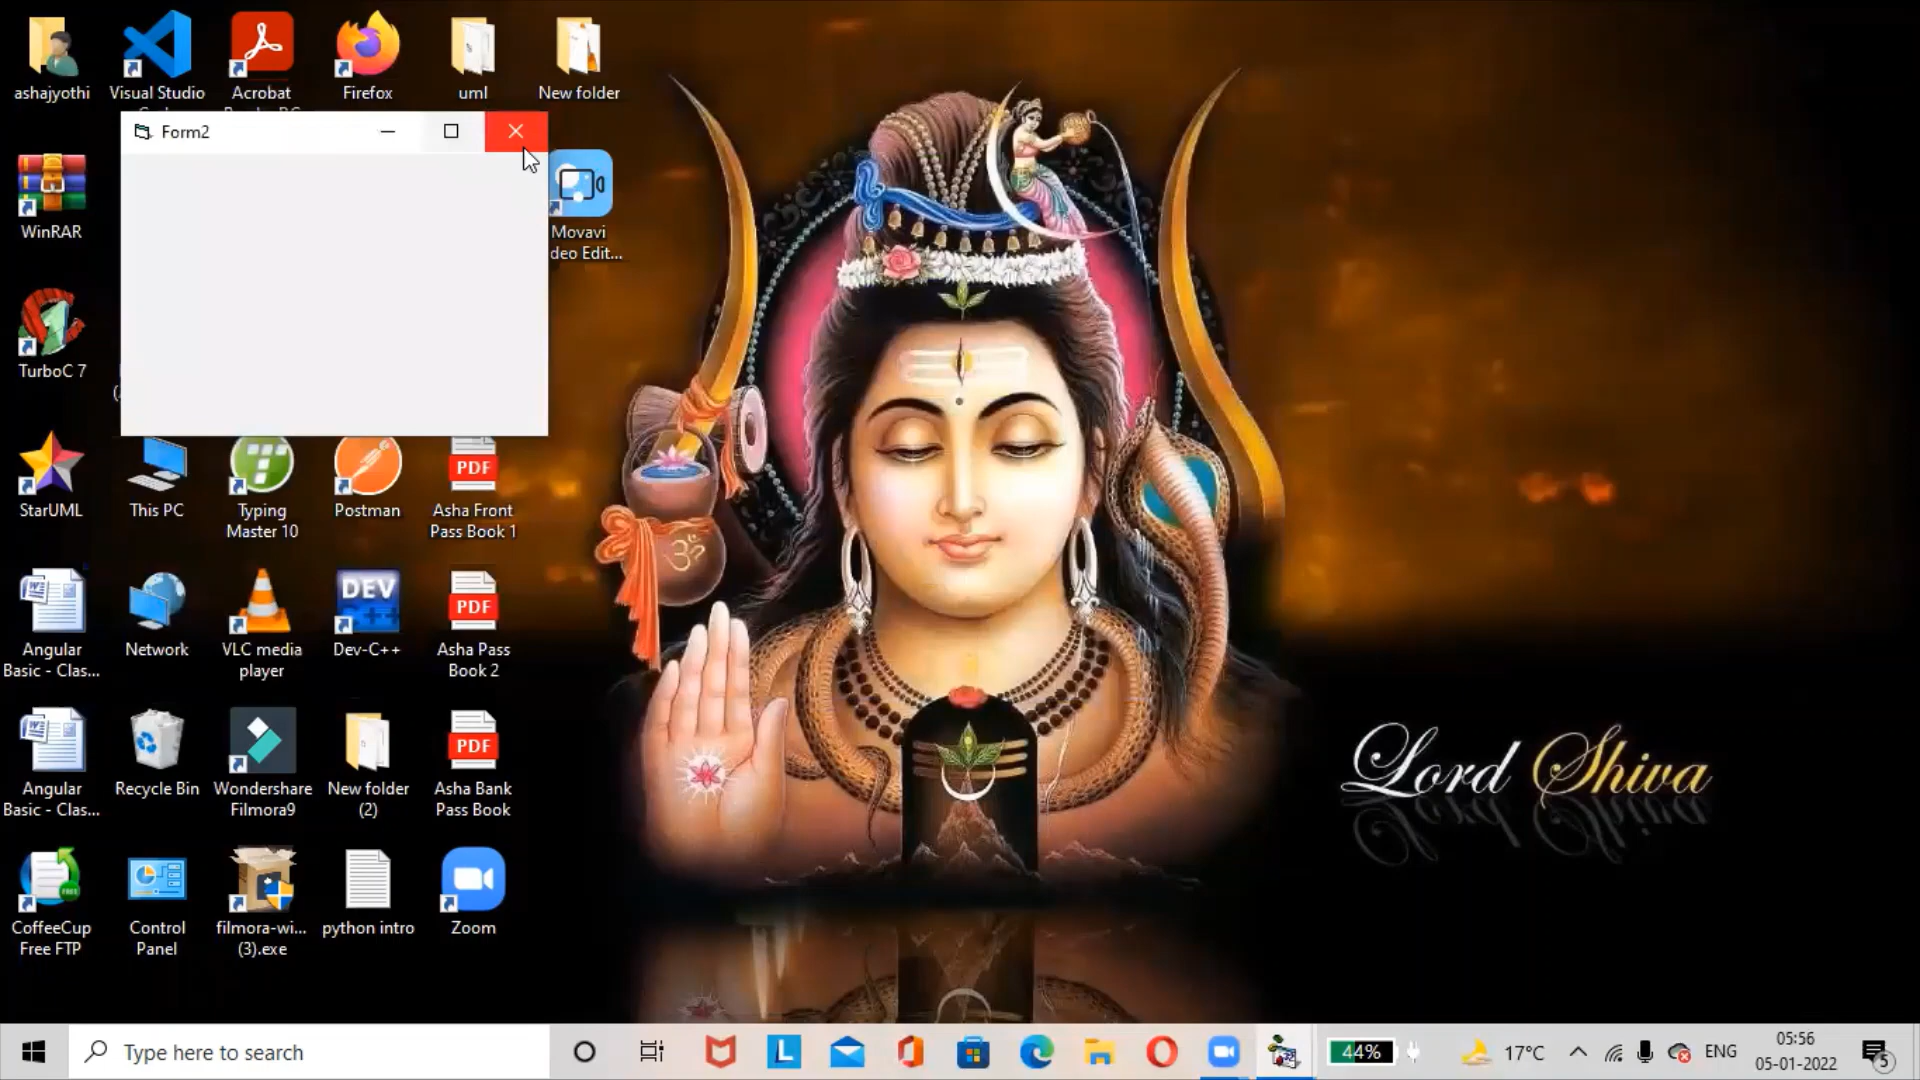 ashajyothi
Visual Studio
Acrobat
Firefox
uml
New folder
Form2
WinRAR
Movavi
deo Edit...
TurboC 7
StarUML
This PC
Typing
Master 10
Postman
PDF
Asha Front
Pass Book 1
Angular
Basic - Clas...
Network
VLC media
player
DEV
Dev-C++
PDF
Asha Pass
Book 2
Angular
Basic - Clas...
Recycle Bin
Wondershare
Filmora9
New folder
(2)
PDF
Asha Bank
Pass Book
CoffeeCup
Free FTP
Control
Panel
filmora-wi...
(3).exe
python intro
Zoom
ॐ
Lord Shiva
Type here to search
L
44%
17°C
ENG
05:56
05-01-2022
5